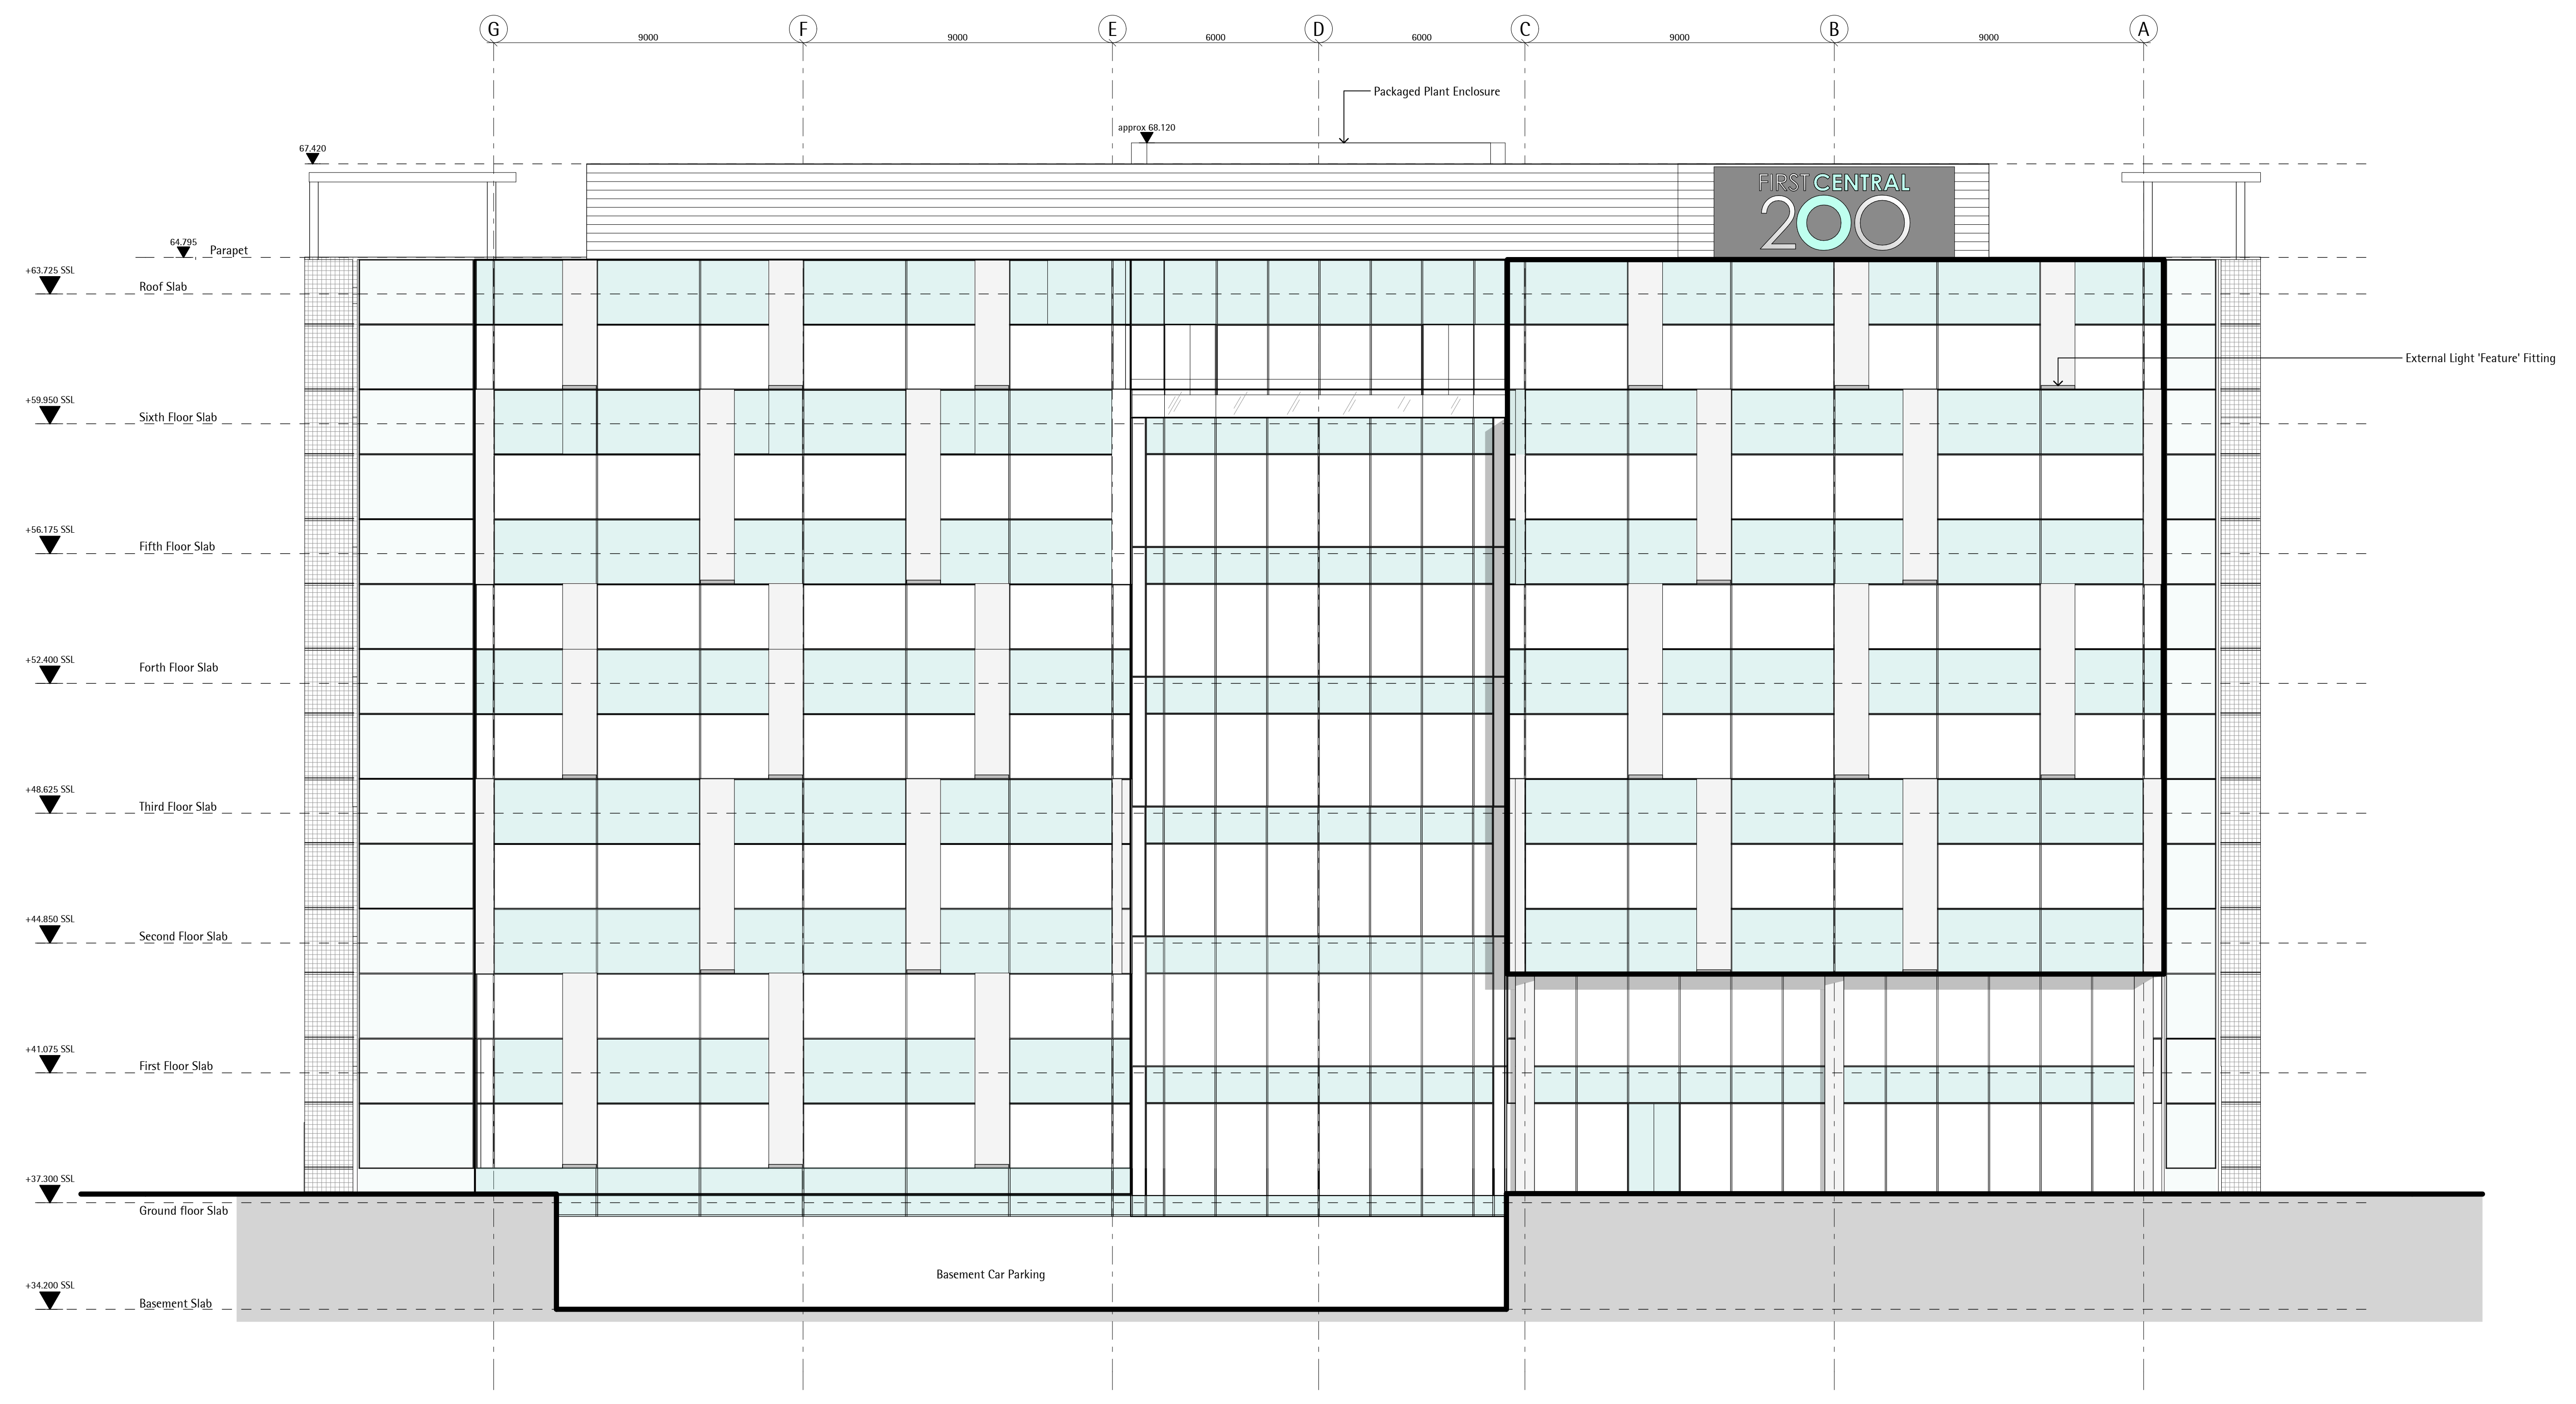 G F E D C B A
9000 9000 6000 6000 9000 9000
Packaged Plant Enclosure
approx 68.120
67.420
FIRST CENTRAL
200
64.795
Parapet
+63.725 SSL
Roof Slab
External Light 'Feature' Fitting
+59.950 SSL
Sixth Floor Slab
+56.175 SSL
Fifth Floor Slab
+52.400 SSL
Forth Floor Slab
+48.625 SSL
Third Floor Slab
+44.850 SSL
Second Floor Slab
+41.075 SSL
First Floor Slab
+37.300 SSL
Ground floor Slab
Basement Car Parking
+34.200 SSL
Basement Slab